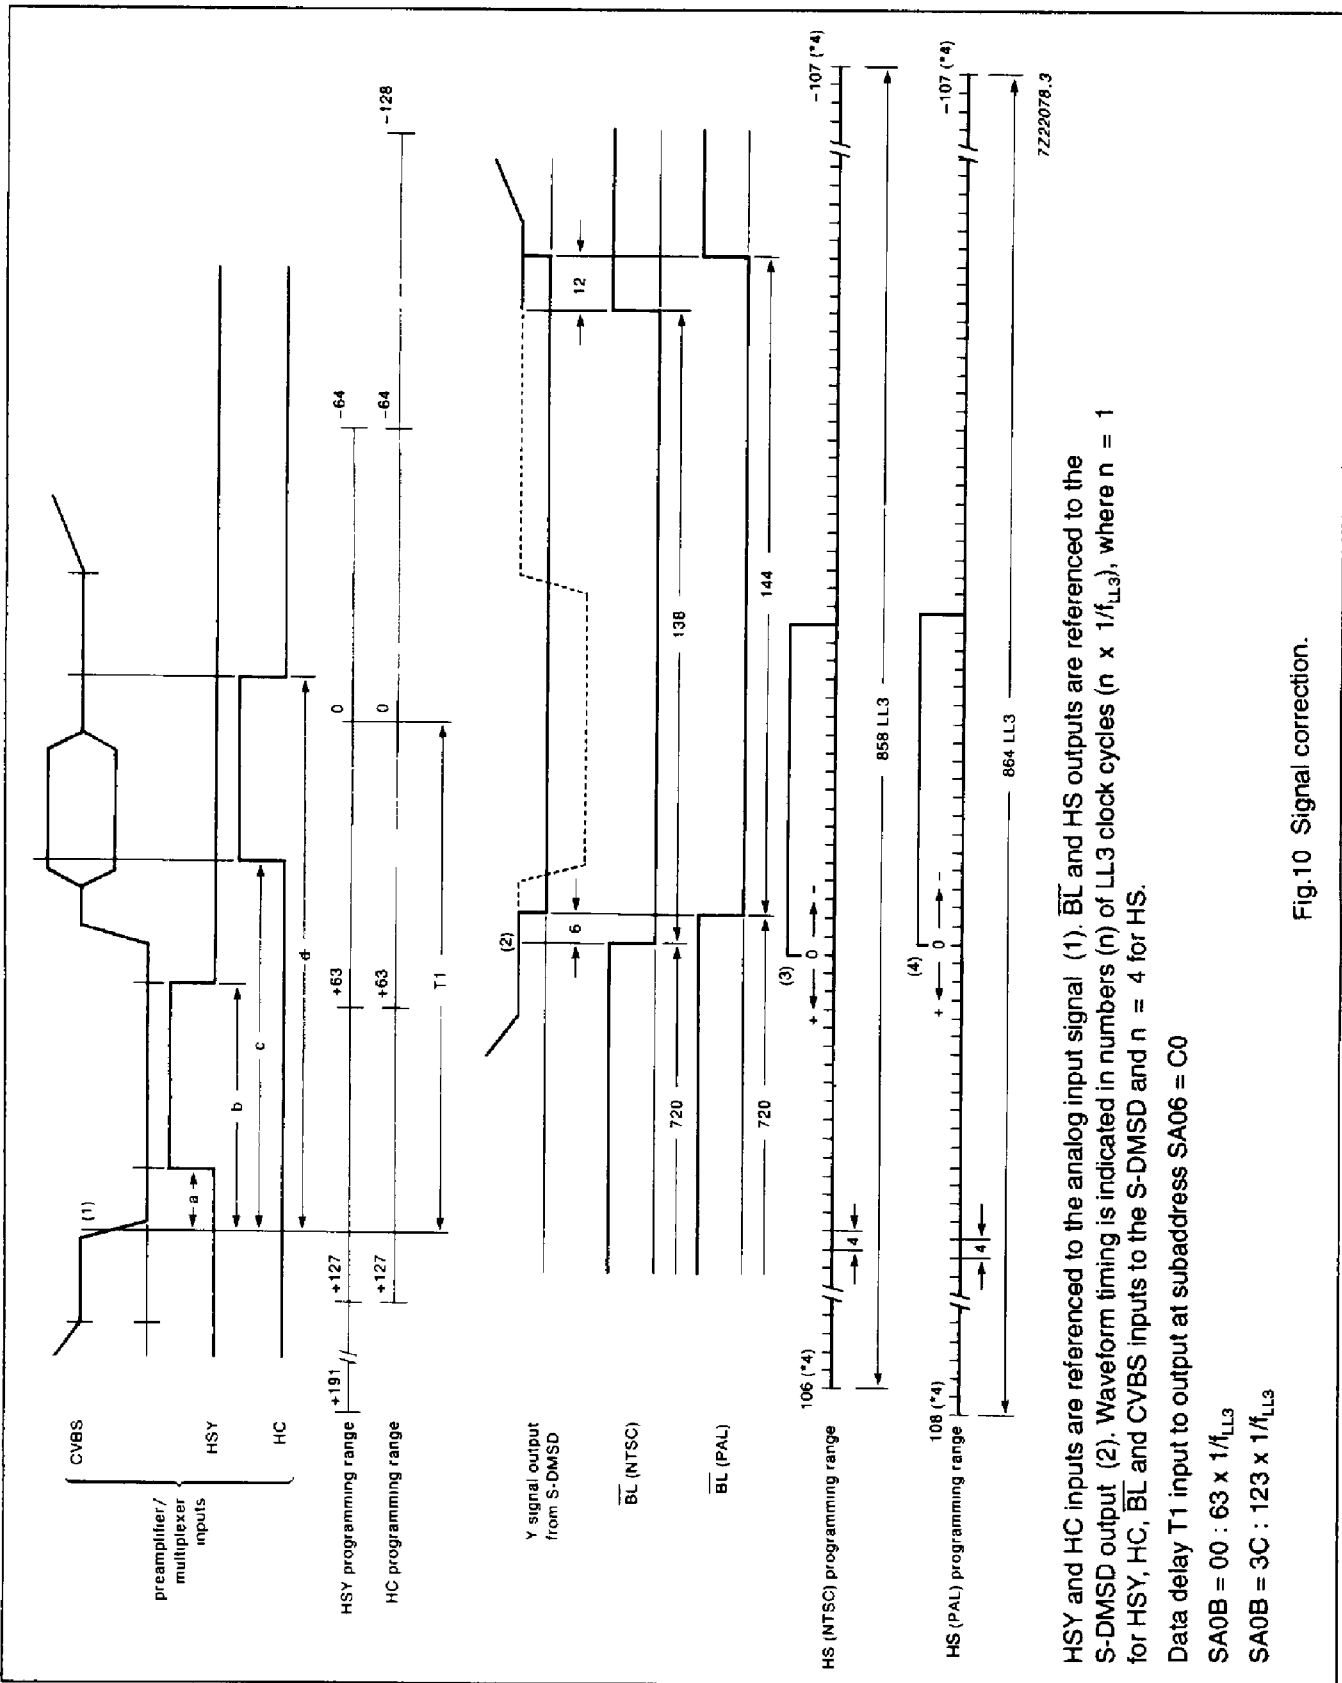 CVBS
(1)
preamplifier/
multiplexer
inputs
HSY
a
b
HC
c
d
HSY programming range
+191
+127
+63
0
-64
HC programming range
+127
+63
0
-64
-128
T1
Y signal output
from S-DMSD
(2)
6
12
BL (NTSC)
720
138
BL (PAL)
720
144
(3)
+ 0 -
HS (NTSC) programming range
106 (*4)
-107 (*4)
4
858 LL3
(4)
+ 0 -
HS (PAL) programming range
108 (*4)
-107 (*4)
4
864 LL3
7Z22078.3
HSY and HC inputs are referenced to the analog input signal (1). BL and HS outputs are referenced to the
S-DMSD output (2). Waveform timing is indicated in numbers (n) of LL3 clock cycles (n x 1/fLL3), where n = 1
for HSY, HC, BL and CVBS inputs to the S-DMSD and n = 4 for HS.
Data delay T1 input to output at subaddress SA06 = C0
SA0B = 00 : 63 x 1/fLL3
SA0B = 3C : 123 x 1/fLL3
Fig.10 Signal correction.